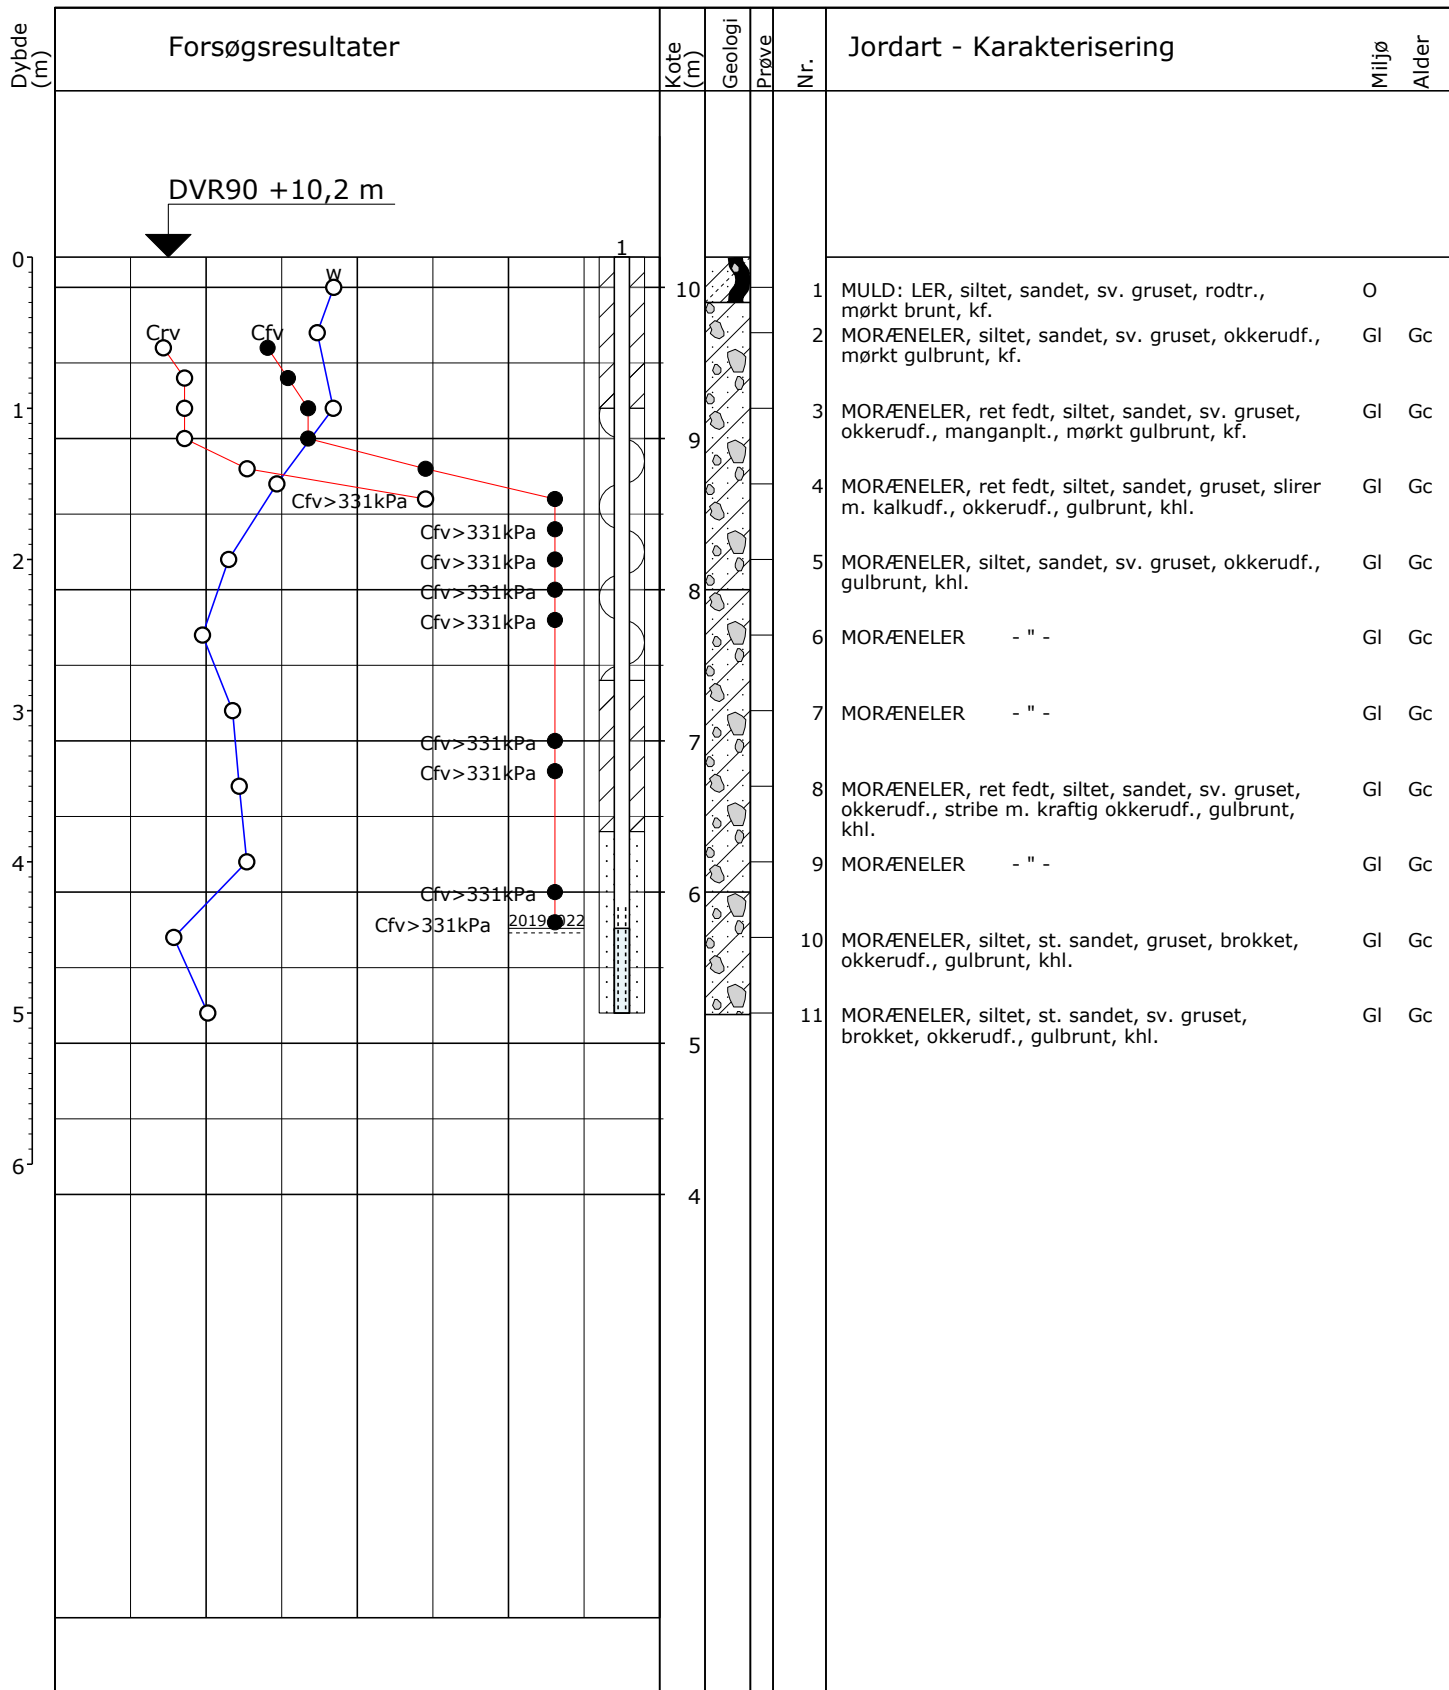 Dybde
(m)
Forsøgsresultater
Kote
(m)
Geologi
Prøve
Nr.
Jordart - Karakterisering
Miljø
Alder
DVR90 +10,2 m
0
1
w
10
1 MULD: LER, siltet, sandet, sv. gruset, rodtr., O
mørkt brunt, kf.
Crv
Cfv
2 MORÆNELER, siltet, sandet, sv. gruset, okkerudf., Gl Gc
mørkt gulbrunt, kf.
1
3 MORÆNELER, ret fedt, siltet, sandet, sv. gruset, Gl Gc
okkerudf., manganplt., mørkt gulbrunt, kf.
9
4 MORÆNELER, ret fedt, siltet, sandet, gruset, slirer Gl Gc
m. kalkudf., okkerudf., gulbrunt, khl.
Cfv>331kPa
Cfv>331kPa
2
Cfv>331kPa
5 MORÆNELER, siltet, sandet, sv. gruset, okkerudf., Gl Gc
gulbrunt, khl.
Cfv>331kPa
8
Cfv>331kPa
6 MORÆNELER - " - Gl Gc
3
7 MORÆNELER - " - Gl Gc
Cfv>331kPa
7
Cfv>331kPa
8 MORÆNELER, ret fedt, siltet, sandet, sv. gruset, Gl Gc
okkerudf., stribe m. kraftig okkerudf., gulbrunt,
khl.
4
9 MORÆNELER - " - Gl Gc
Cfv>331kPa
6
Cfv>331kPa
10 MORÆNELER, siltet, st. sandet, gruset, brokket, Gl Gc
okkerudf., gulbrunt, khl.
5
11 MORÆNELER, siltet, st. sandet, sv. gruset, Gl Gc
brokket, okkerudf., gulbrunt, khl.
5
6
4